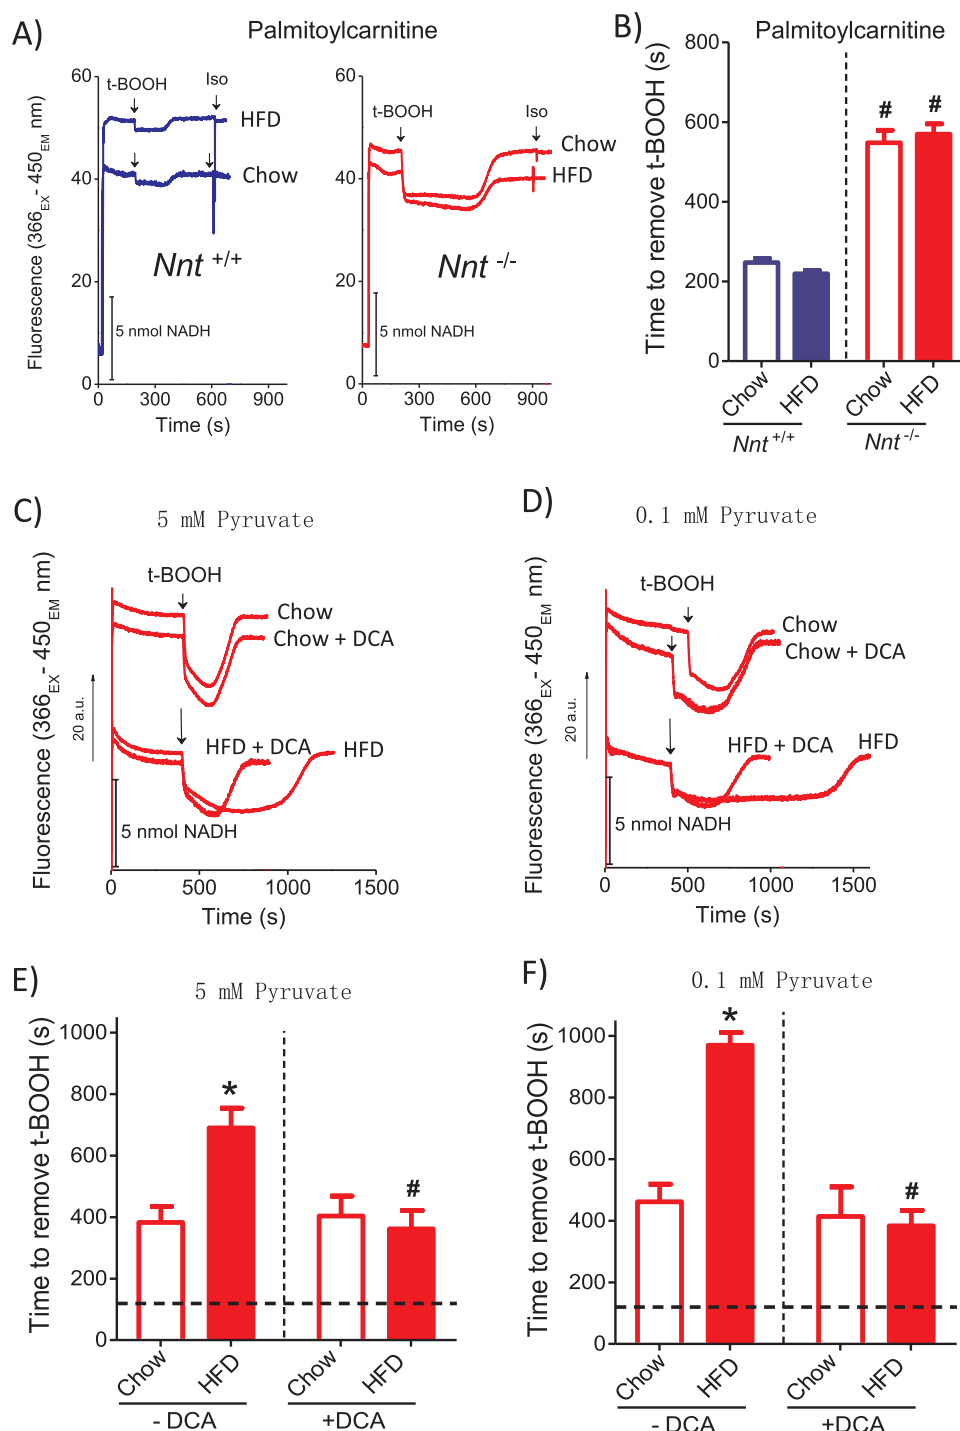 A)
Palmitoylcarnitine
Fluorescence (366EX- 450EM nm)
60
40
20
0
t-BOOH
Iso
HFD
Chow
Nnt +/+
5 nmol NADH
0
300
600
900
Time (s)
60
40
20
0
t-BOOH
Iso
Chow
HFD
Nnt -/-
5 nmol NADH
0
300
600
900
Time (s)
B)
Palmitoylcarnitine
Time to remove t-BOOH (s)
800
600
400
200
0
# #
Chow
HFD
Chow
HFD
Nnt +/+
Nnt -/-
C)
5 mM Pyruvate
Fluorescence (366EX- 450EM nm)
20 a.u.
t-BOOH
Chow
Chow + DCA
HFD + DCA
HFD
5 nmol NADH
0
500
1000
1500
Time (s)
D)
0.1 mM Pyruvate
Fluorescence (366EX- 450EM nm)
20 a.u.
t-BOOH
Chow
Chow + DCA
HFD + DCA
HFD
5 nmol NADH
0
500
1000
1500
Time (s)
E)
5 mM Pyruvate
Time to remove t-BOOH (s)
1000
800
600
400
200
0
*
#
Chow
HFD
Chow
HFD
- DCA
+DCA
F)
0.1 mM Pyruvate
Time to remove t-BOOH (s)
1000
800
600
400
200
0
*
#
Chow
HFD
Chow
HFD
- DCA
+DCA